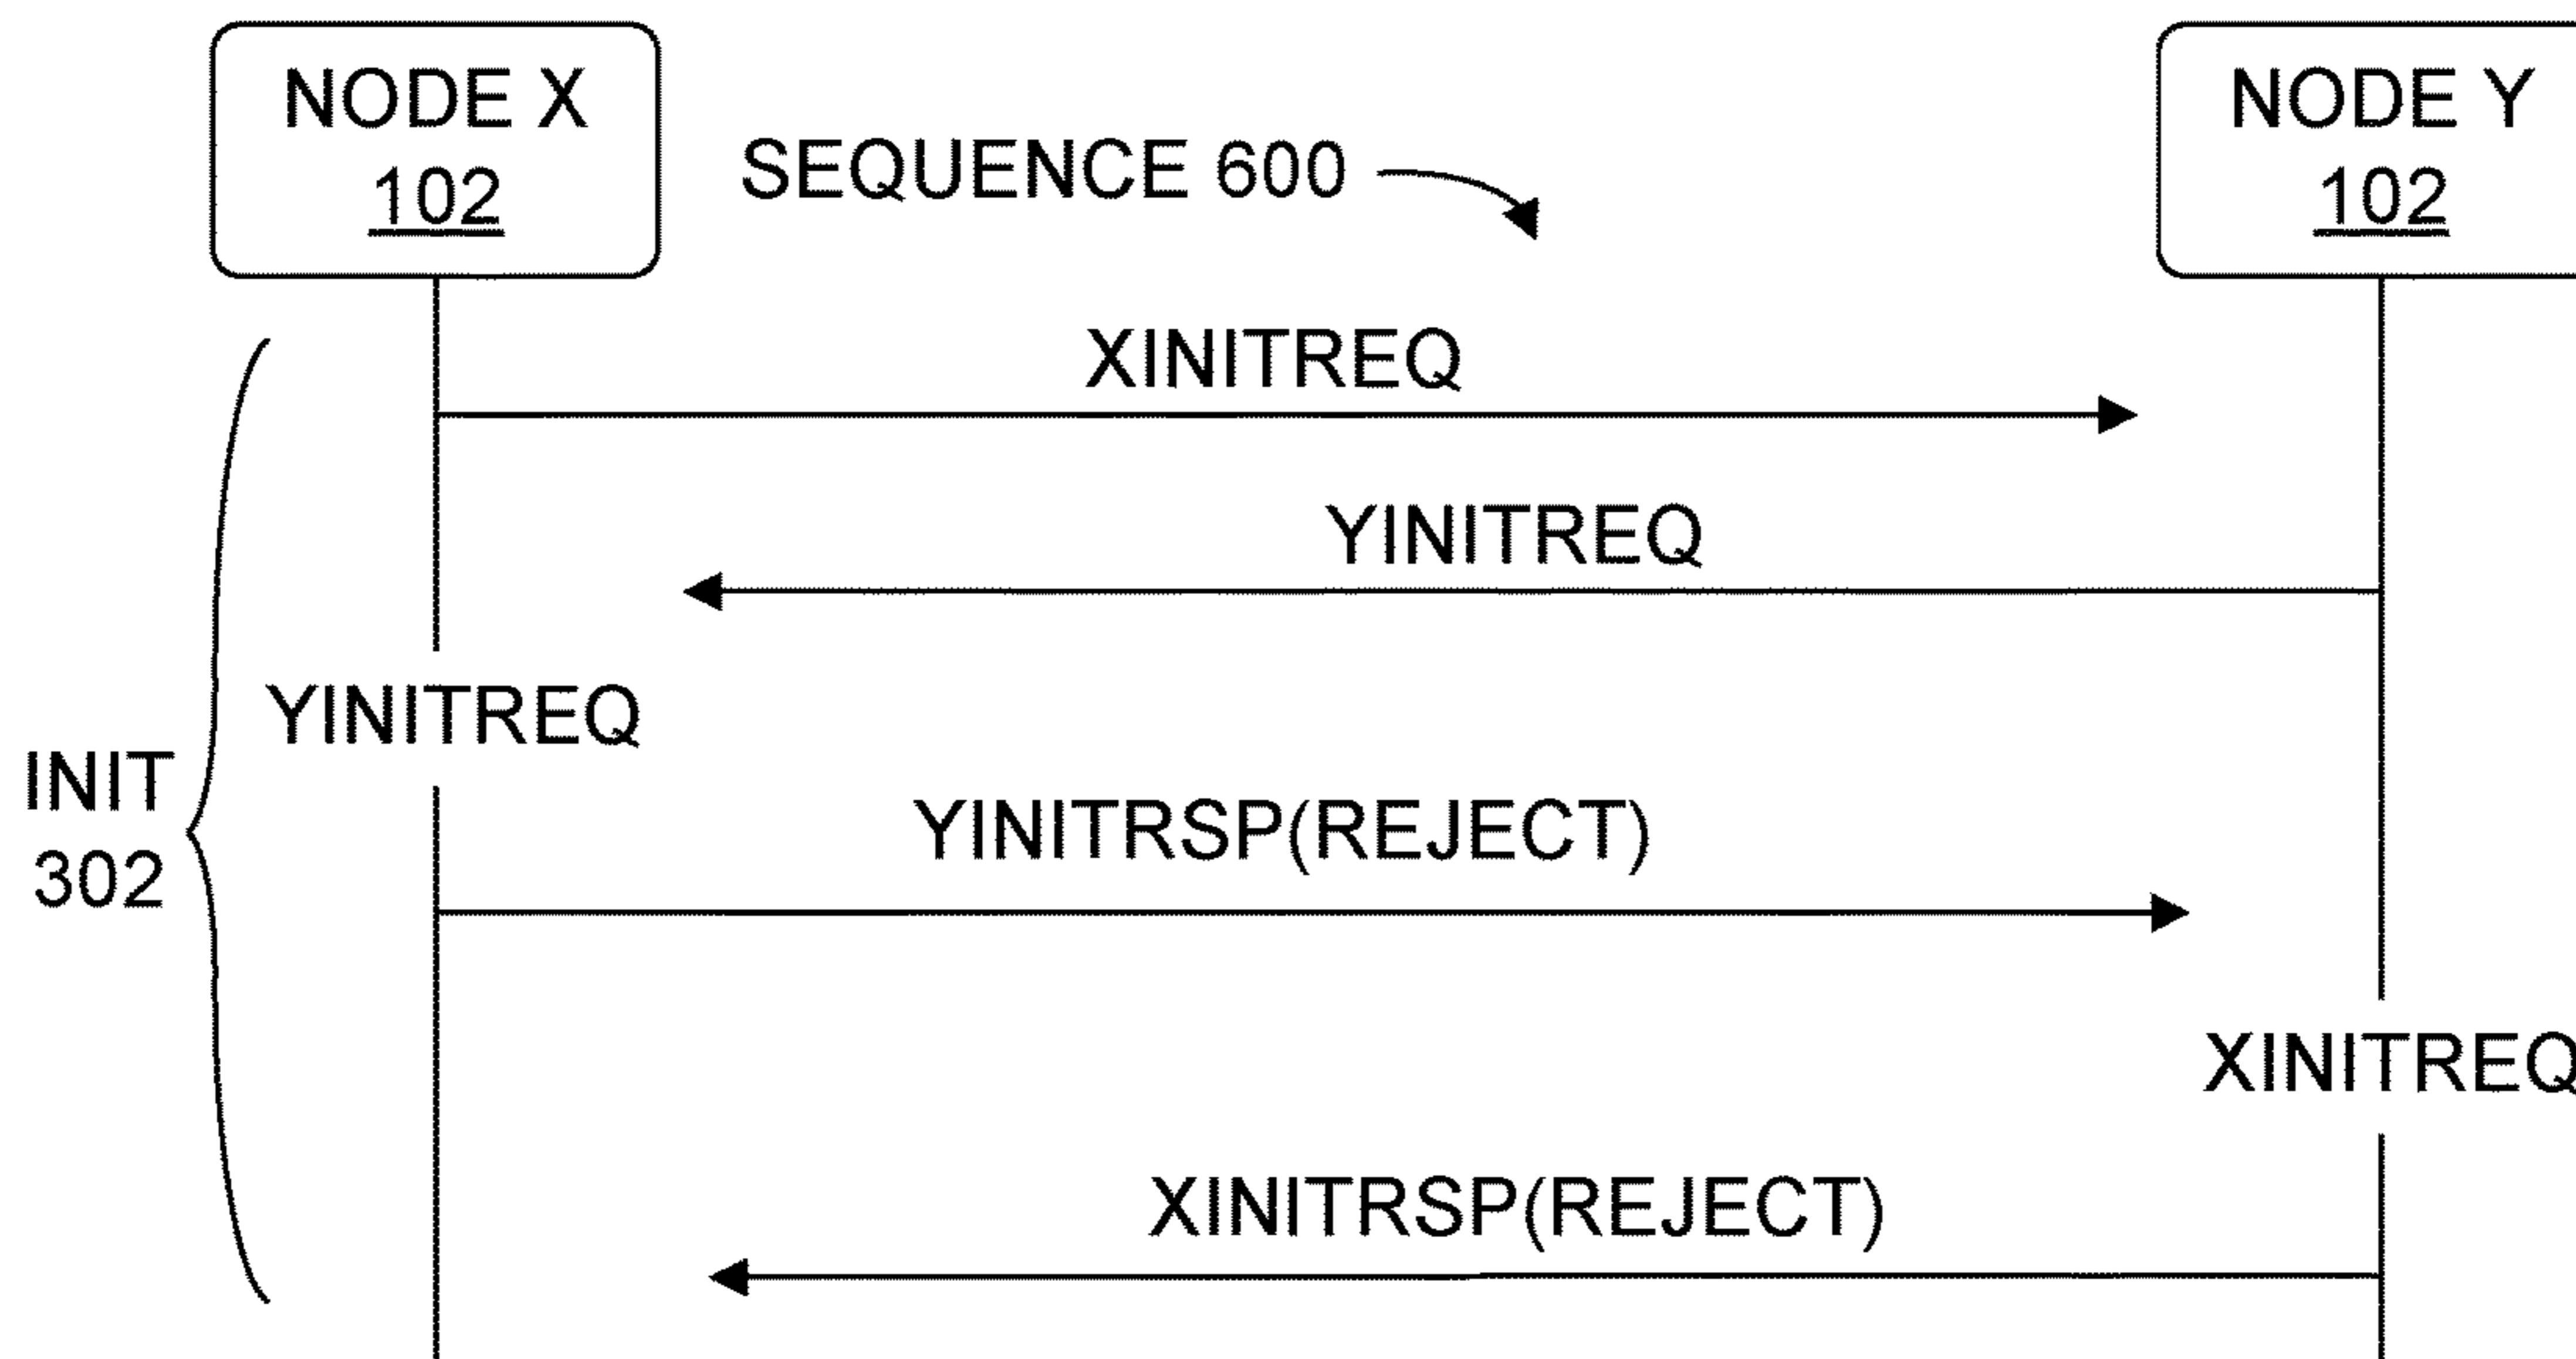 NODE X
102
NODE Y
102
SEQUENCE 600
XINITREQ
YINITREQ
YINITREQ
INIT
302
YINITRSP(REJECT)
XINITREQ
XINITRSP(REJECT)